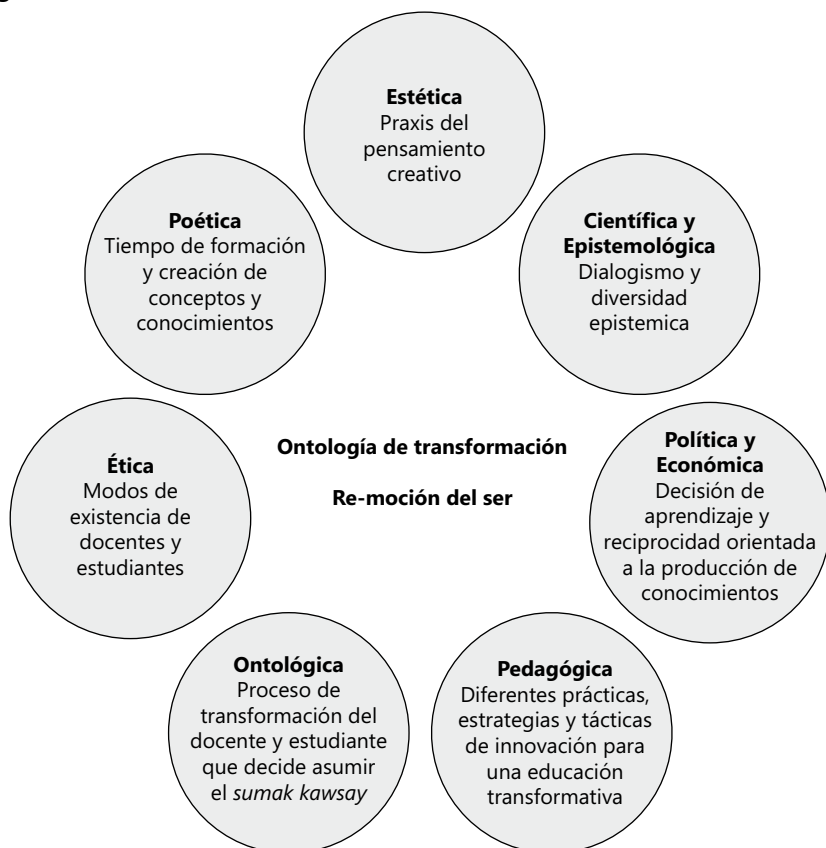 Estética
Praxis del
pensamiento
creativo
Poética
Tiempo de formación
y creación de
conceptos y
conocimientos
Científica y
Epistemológica
Dialogismo y
diversidad
epistemica
Ética
Modos de
existencia de
docentes y
estudiantes
Ontología de transformación
Re-moción del ser
Política y
Económica
Decisión de
aprendizaje y
reciprocidad orientada
a la producción de
conocimientos
Ontológica
Proceso de
transformación del
docente y estudiante
que decide asumir
el sumak kawsay
Pedagógica
Diferentes prácticas,
estrategias y tácticas
de innovación para
una educación
transformativa